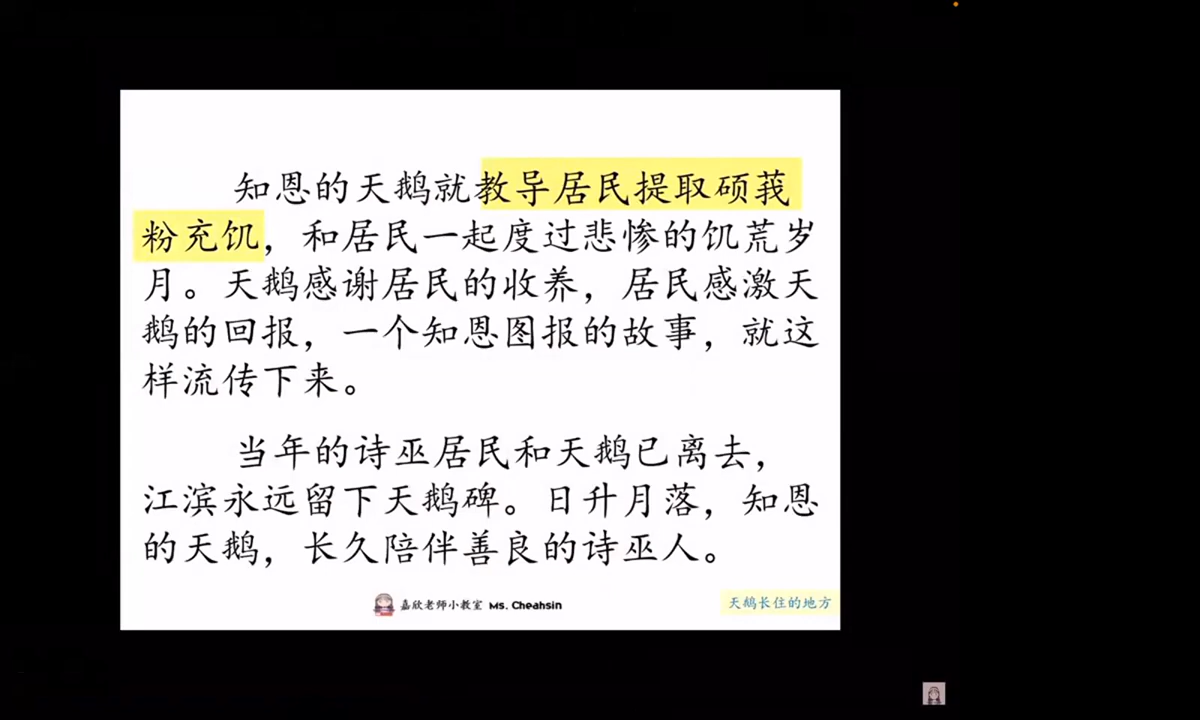 知恩的天鹅就教导居民提取硕莪
粉充饥，和居民一起度过悲惨的饥荒岁
月。天鹅感谢居民的收养，居民感激天
鹅的回报，一个知恩图报的故事，就这
样流传下来。
当年的诗巫居民和天鹅已离去，
江滨永远留下天鹅碑。日升月落，知恩
的天鹅，长久陪伴善良的诗巫人。
嘉欣老师小教室 Ms. Cheahsin
天鹅长住的地方